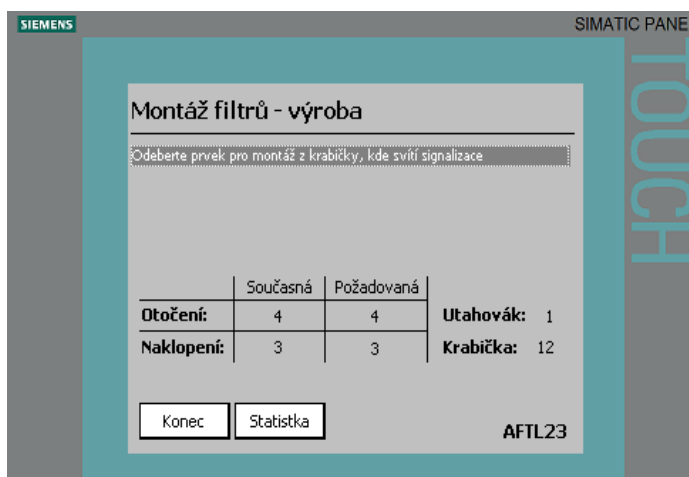 SIEMENS
SIMATIC PANE
TOUCH
Montáž filtrů - výroba
Odeberte prvek pro montáž z krabičky, kde svítí signalizace
Současná Požadovaná
Otočení: 4 4 Utahovák: 1
Naklopení: 3 3 Krabička: 12
Konec Statistka
AFTL23